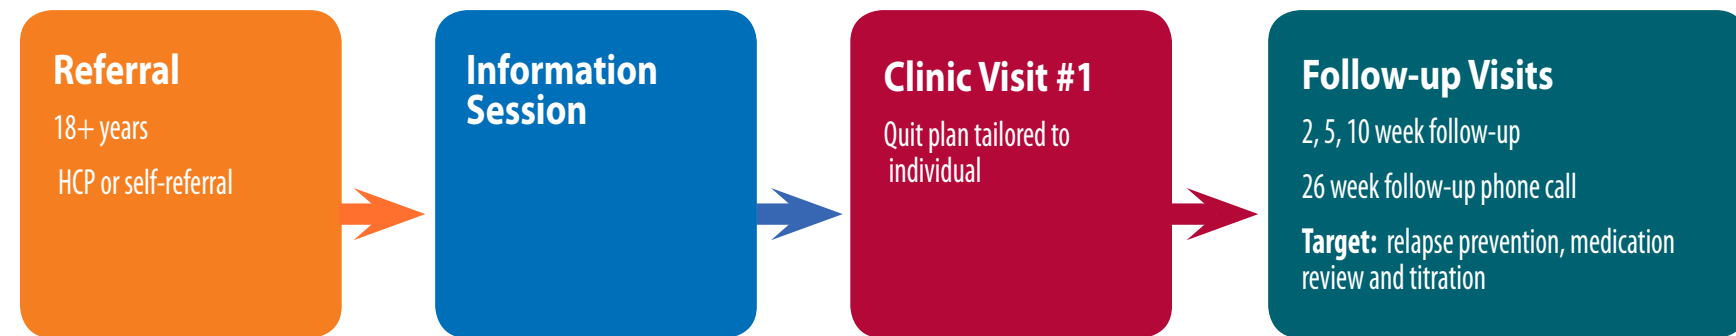 Referral
18+ years
HCP or self-referral
Information
Session
Clinic Visit #1
Quit plan tailored to
individual
Follow-up Visits
2, 5, 10 week follow-up
26 week follow-up phone call
Target: relapse prevention, medication
review and titration